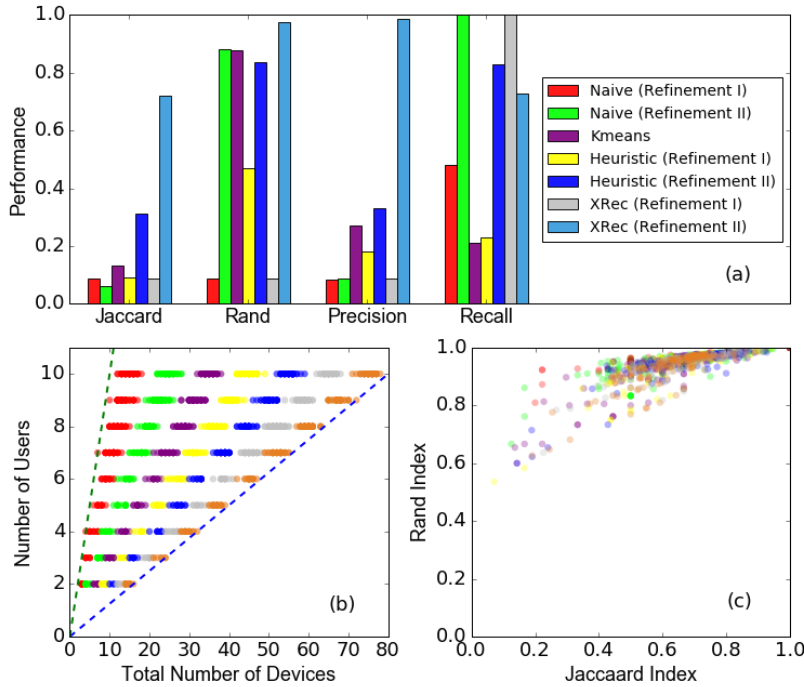 1.0
0.8
0.6
0.4
0.2
0.0
Performance
Naive (Refinement I)
Naive (Refinement II)
Kmeans
Heuristic (Refinement I)
Heuristic (Refinement II)
XRec (Refinement I)
XRec (Refinement II)
(a)
Jaccard Rand Precision Recall
10
8
6
4
2
0
Number of Users
(b)
0 10 20 30 40 50 60 70 80
Total Number of Devices
1.0
0.8
0.6
0.4
0.2
0.0
Rand Index
(c)
0.0 0.2 0.4 0.6 0.8 1.0
Jaccaard Index